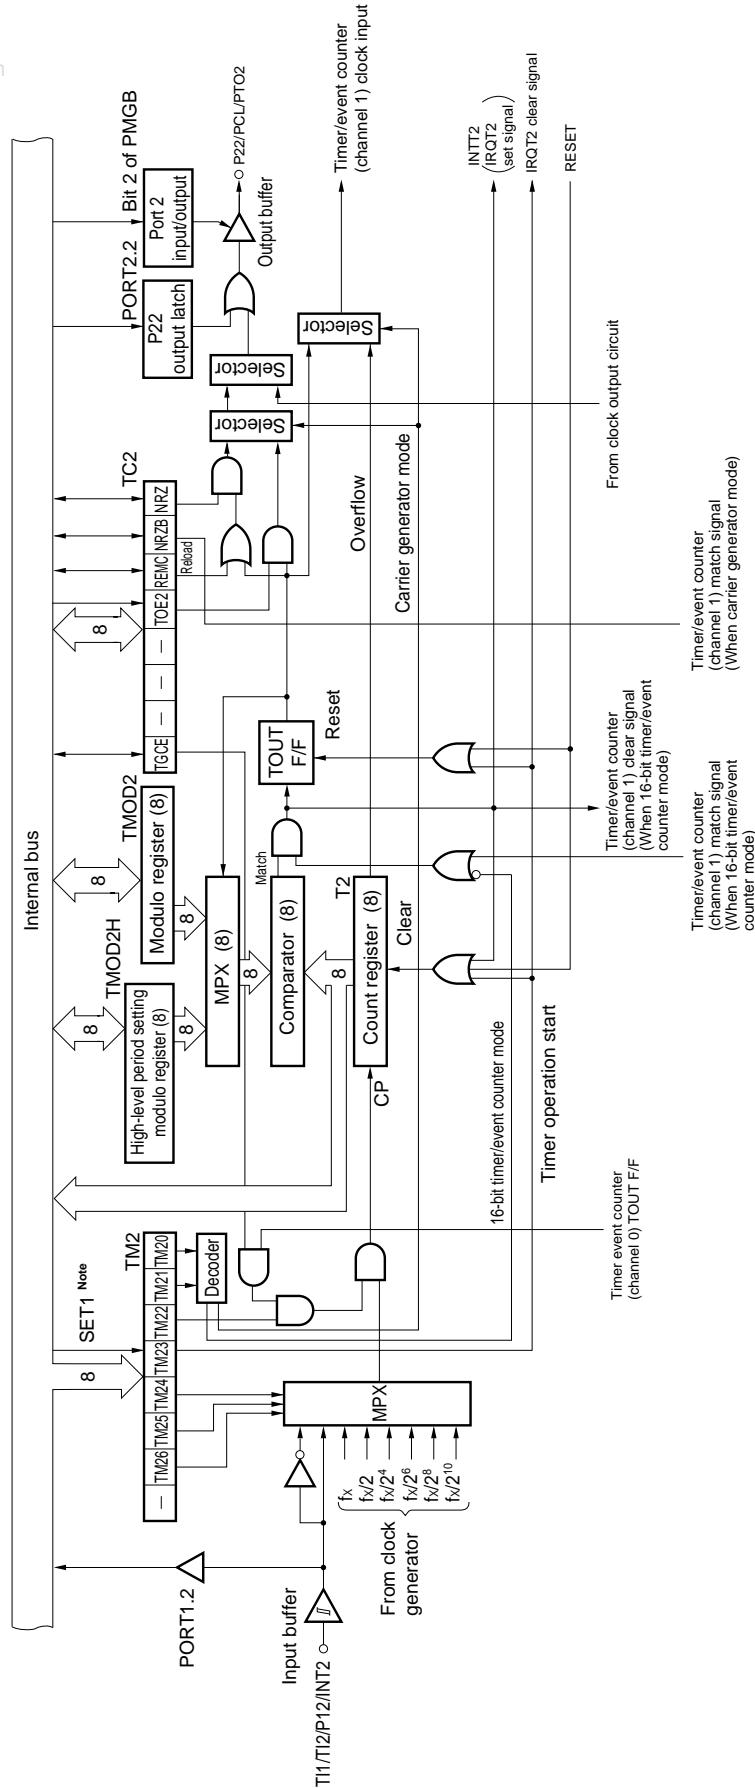 Internal bus
SET1 Note
TM2
— TM26 TM25 TM24 TM23 TM22 TM21 TM20
8
Decoder
PORT1.2
Input buffer
TI1/TI2/P12/INT2
From clock
generator
fX
fX/2
fX/2⁴
fX/2⁶
fX/2⁸
fX/2¹⁰
MPX
8
TMOD2H
High-level period setting
modulo register (8)
8
8
TMOD2
Modulo register (8)
8
MPX (8)
8
Comparator (8)
Match
8
T2
Count register (8)
CP
Clear
TOUT
F/F
Reset
TC2
TGCE — — — TOE2 REMC NRZB NRZ
8
Reload
PORT2.2
P22
output latch
Bit 2 of PMGB
Port 2
input/output
Output buffer
P22/PCL/PTO2
Selector
Selector
Selector
Timer/event counter
(channel 1) clock input
Overflow
Carrier generator mode
16-bit timer/event counter mode
Timer operation start
INTT2
IRQT2
set signal
IRQT2 clear signal
RESET
From clock output circuit
Timer event counter
(channel 0) TOUT F/F
Timer/event counter
(channel 1) match signal
(When 16-bit timer/event
counter mode)
Timer/event counter
(channel 1) clear signal
(When 16-bit timer/event
counter mode)
Timer/event counter
(channel 1) match signal
(When carrier generator mode)